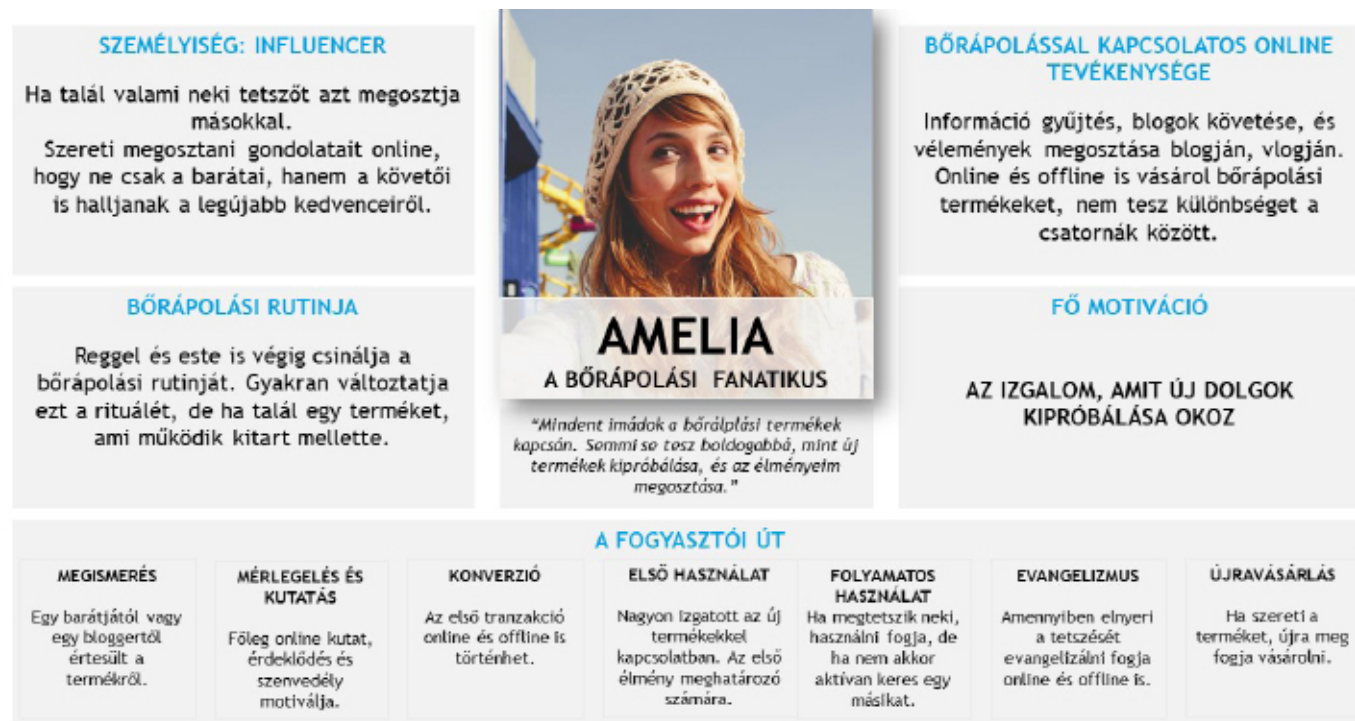 SZEMÉLYISÉG: INFLUENCER
Ha talál valami neki tetszőt azt megosztja
másokkal.
Szereti megosztani gondolatait online,
hogy ne csak a barátai, hanem a követői
is halljanak a legújabb kedvenceiről.
BŐRÁPOLÁSI RUTINJA
Reggel és este is végig csinálja a
bőrápolási rutinját. Gyakran változtatja
ezt a rituálét, de ha talál egy terméket,
ami működik kitart mellette.
AMELIA
A BŐRÁPOLÁSI FANATIKUS
"Mindent imádok a bőrálplási termékek
kapcsán. Semmi se tesz boldogabbá, mint új
termékek kipróbálása, és az élményeim
megosztása."
BŐRÁPOLÁSSAL KAPCSOLATOS ONLINE
TEVÉKENYSÉGE
Információ gyűjtés, blogok követése, és
vélemények megosztása blogján, vlogján.
Online és offline is vásárol bőrápolási
termékeket, nem tesz különbséget a
csatornák között.
FŐ MOTIVÁCIÓ
AZ IZGALOM, AMIT ÚJ DOLGOK
KIPRÓBÁLÁSA OKOZ
A FOGYASZTÓI ÚT
MEGISMERÉS
Egy barátjától vagy
egy bloggertől
értesült a
termékről.
MÉRLEGELÉS ÉS
KUTATÁS
Főleg online kutat,
érdeklődés és
szenvedély
motiválja.
KONVERZIÓ
Az első tranzakció
online és offline is
történhet.
ELSŐ HASZNÁLAT
Nagyon izgatott az új
termékekkel
kapcsolatban. Az első
élmény meghatározó
számára.
FOLYAMATOS
HASZNÁLAT
Ha megtetszik neki,
használni fogja, de
ha nem akkor
aktívan keres egy
másikat.
EVANGELIZMUS
Amennyiben elnyeri
a tetszését
evangelizálni fogja
online és offline is.
ÚJRAVÁSÁRLÁS
Ha szereti a
terméket, újra meg
fogja vásárolni.